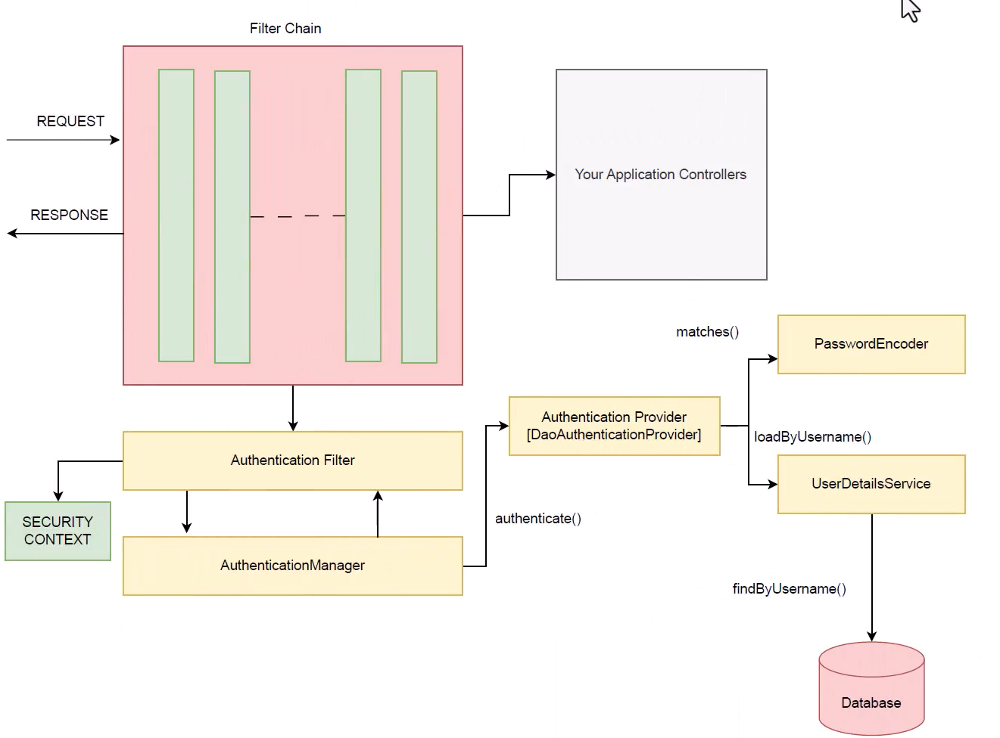 Filter Chain
REQUEST
RESPONSE
Your Application Controllers
matches()
PasswordEncoder
Authentication Provider
[DaoAuthenticationProvider]
loadByUsername()
UserDetailsService
Authentication Filter
SECURITY
CONTEXT
authenticate()
AuthenticationManager
findByUsername()
Database